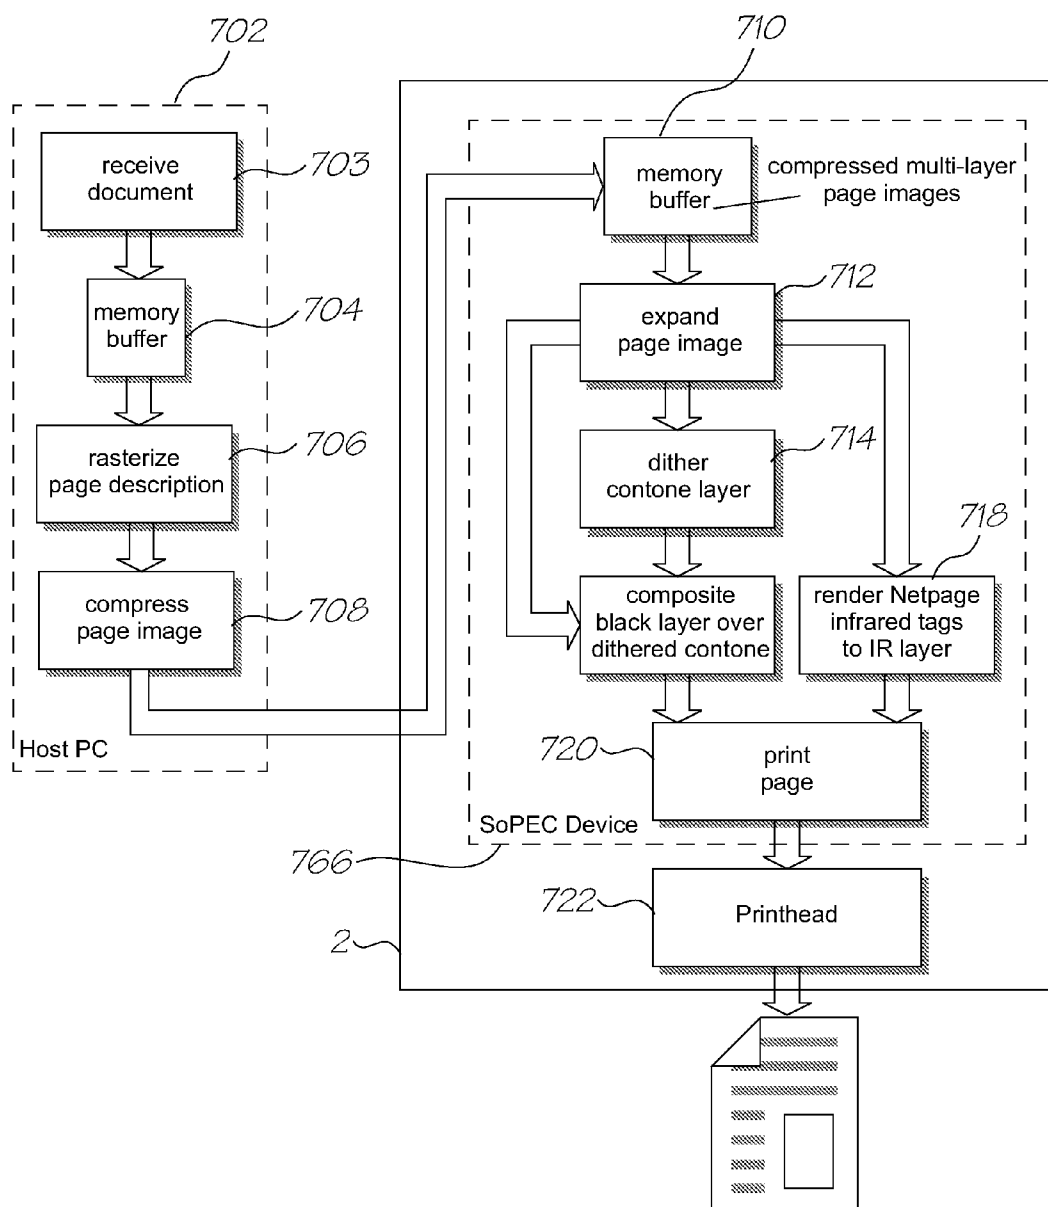 702
710
receive
document
703
memory
buffer
compressed multi-layer
page images
memory
buffer
704
expand
page image
712
rasterize
page description
706
dither
contone layer
714
718
compress
page image
708
composite
black layer over
dithered contone
render Netpage
infrared tags
to IR layer
Host PC
720
print
page
SoPEC Device
766
722
Printhead
2